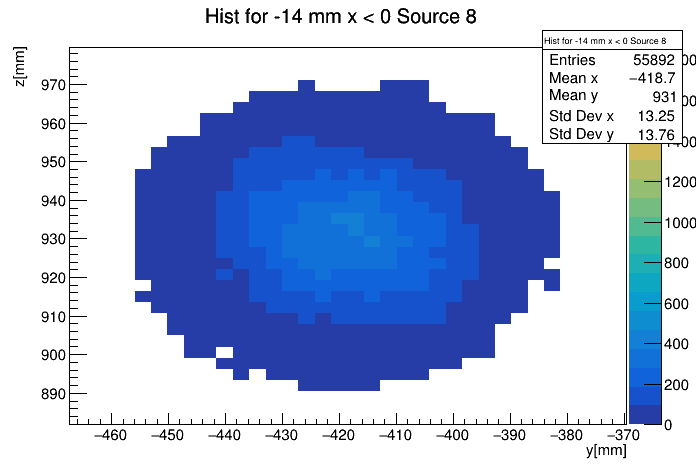 Hist for -14 mm x < 0 Source 8
z[mm]
Hist for -14 mm x < 0 Source 8
Entries 55892
Mean x −418.7
Mean y 931
Std Dev x 13.25
Std Dev y 13.76
970
960
950
940
930
920
910
900
890
1200
1000
800
600
400
200
0
−460 −450 −440 −430 −420 −410 −400 −390 −380 −370
y[mm]